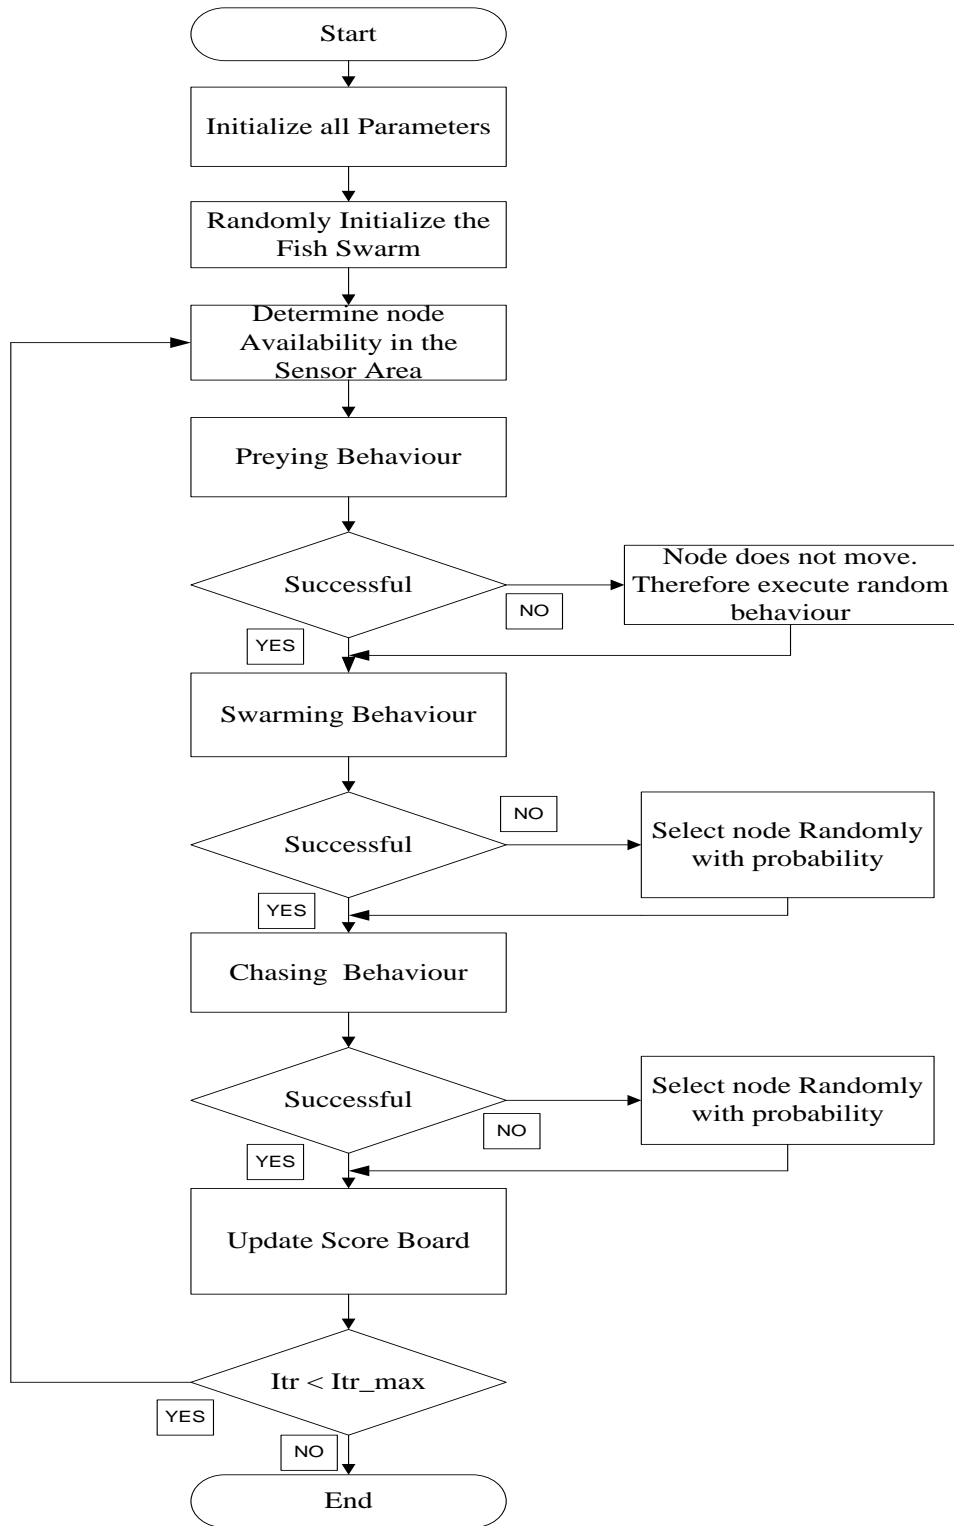 Start
Initialize all Parameters
Randomly Initialize the
Fish Swarm
Determine node
Availability in the
Sensor Area
Preying Behaviour
Successful
NO
Node does not move.
Therefore execute random
behaviour
YES
Swarming Behaviour
Successful
NO
Select node Randomly
with probability
YES
Chasing  Behaviour
Successful
NO
Select node Randomly
with probability
YES
Update Score Board
Itr < Itr_max
YES
NO
End